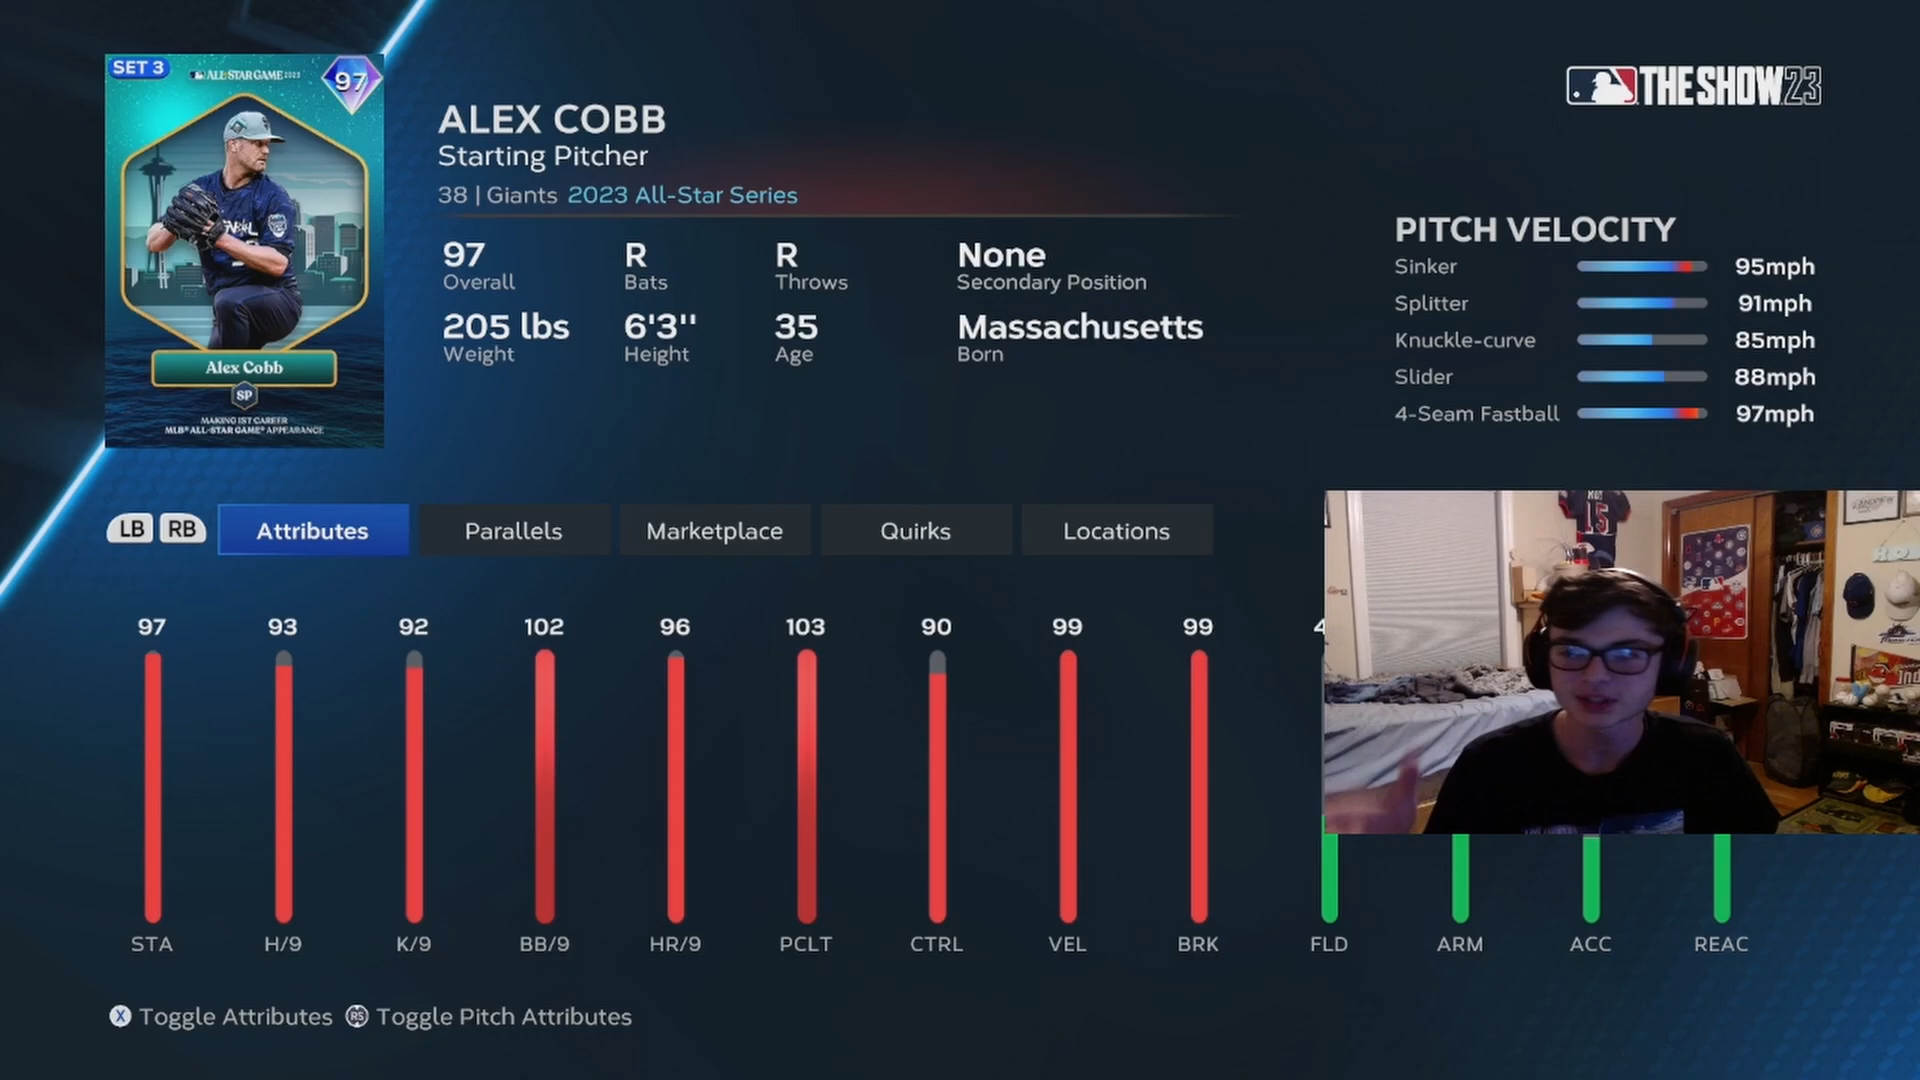 SET 3
ALL-STAR GAME 2023
97
Alex Cobb
SP
MAKING 1ST CAREER
MLB® ALL-STAR GAME® APPEARANCE
ALEX COBB
Starting Pitcher
38 | Giants 2023 All-Star Series
97 R R None
Overall Bats Throws Secondary Position
205 lbs 6'3'' 35 Massachusetts
Weight Height Age Born
THE SHOW 23
PITCH VELOCITY
Sinker 95mph
Splitter 91mph
Knuckle-curve 85mph
Slider 88mph
4-Seam Fastball 97mph
LB RB Attributes Parallels Marketplace Quirks Locations
97 93 92 102 96 103 90 99 99
STA H/9 K/9 BB/9 HR/9 PCLT CTRL VEL BRK FLD ARM ACC REAC
X Toggle Attributes RS Toggle Pitch Attributes
15